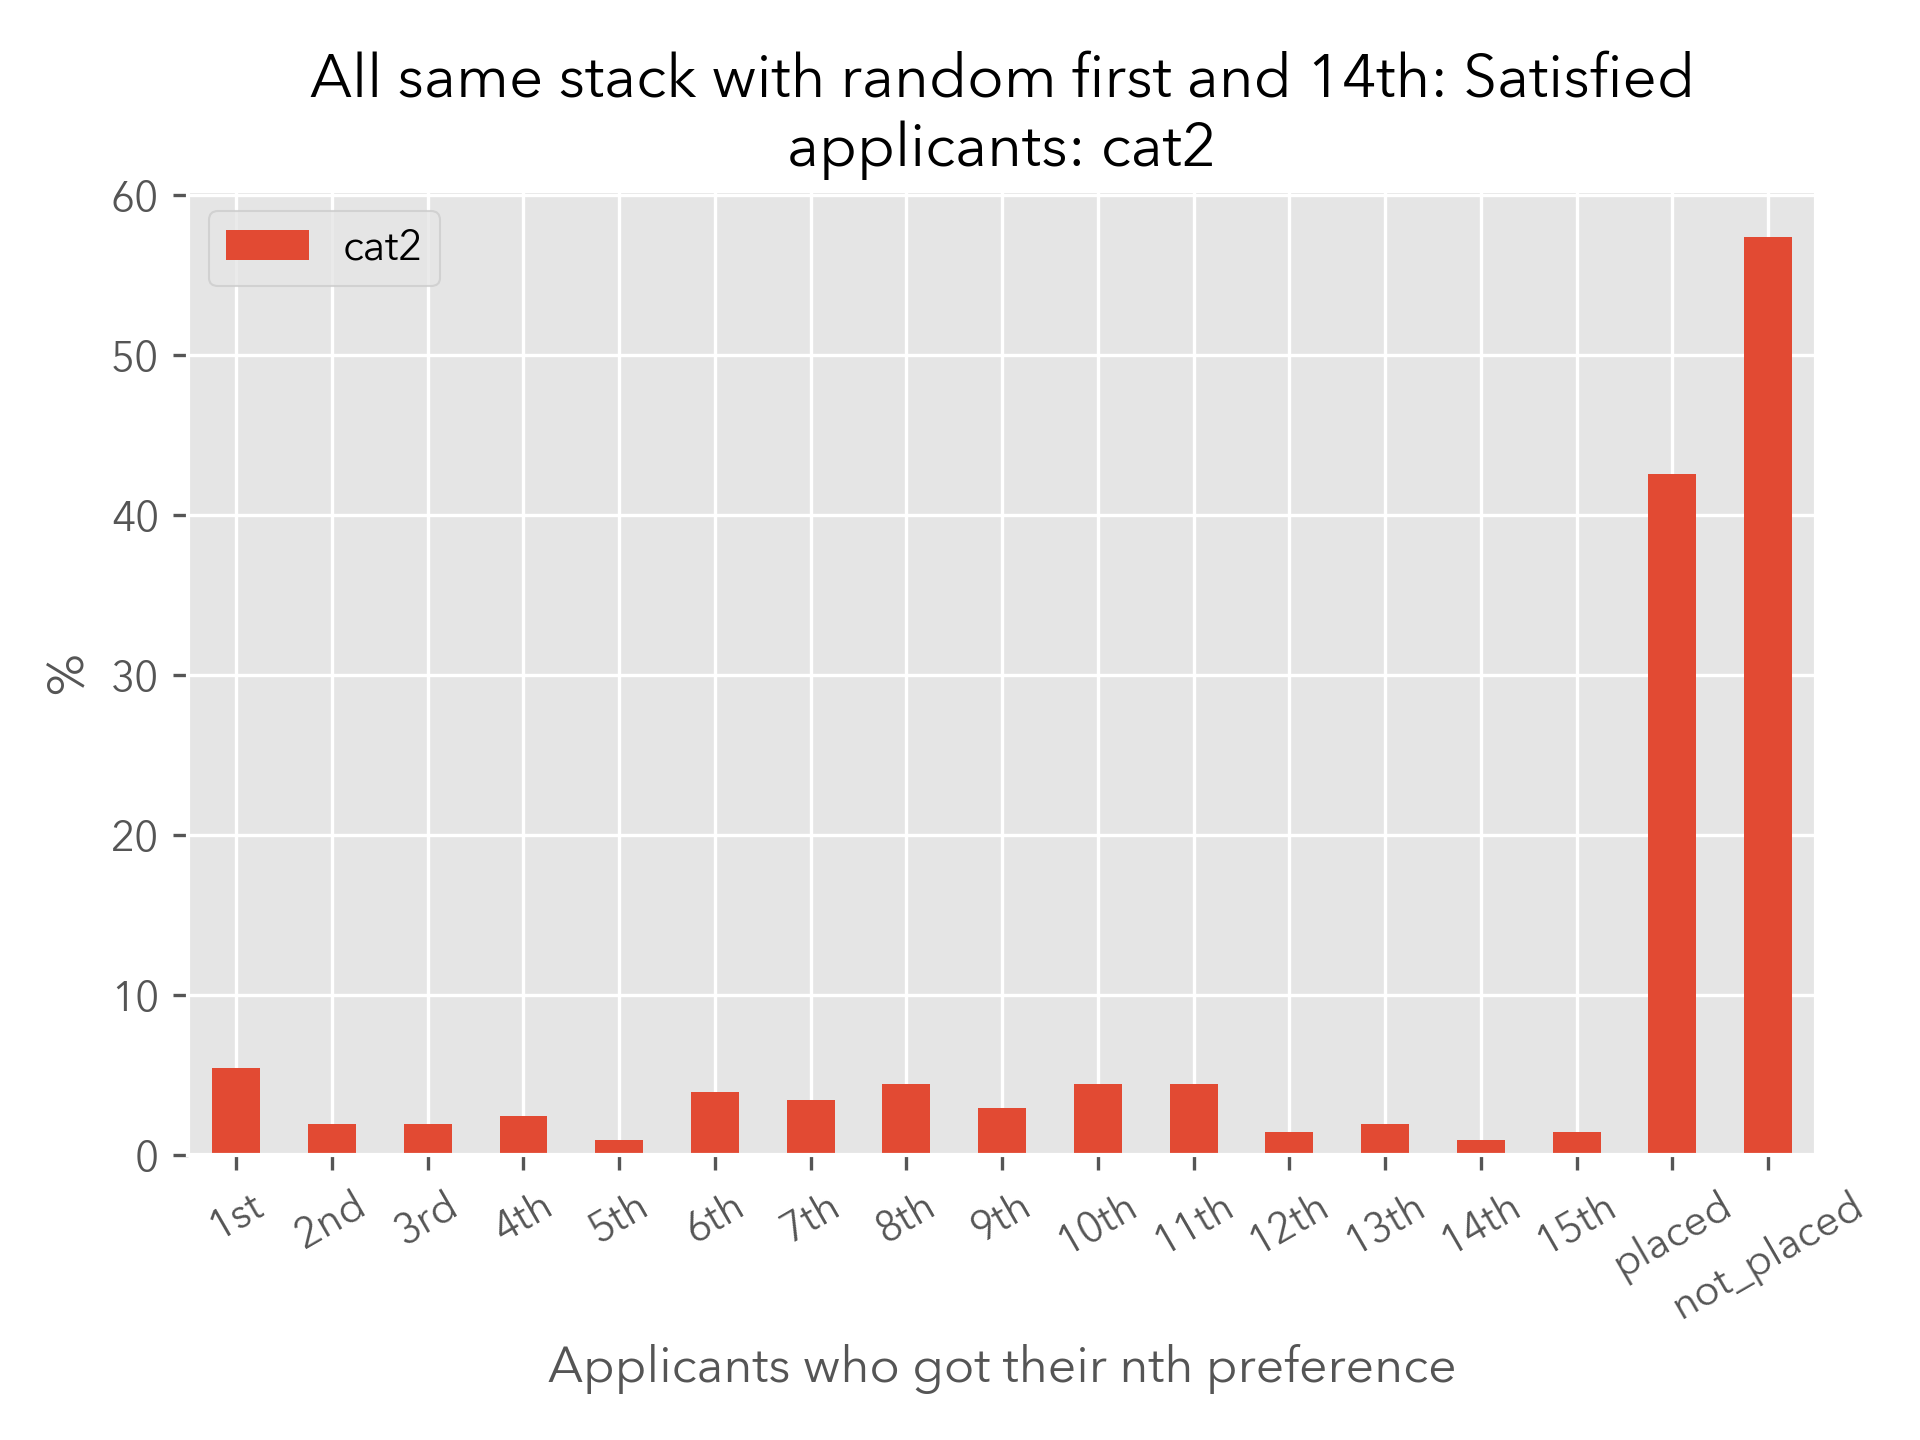 All same stack with random first and 14th: Satisfied
applicants: cat2
cat2
60
50
40
30
20
10
0
%
1st
2nd
3rd
4th
5th
6th
7th
8th
9th
10th
11th
12th
13th
14th
15th
placed
not_placed
Applicants who got their nth preference